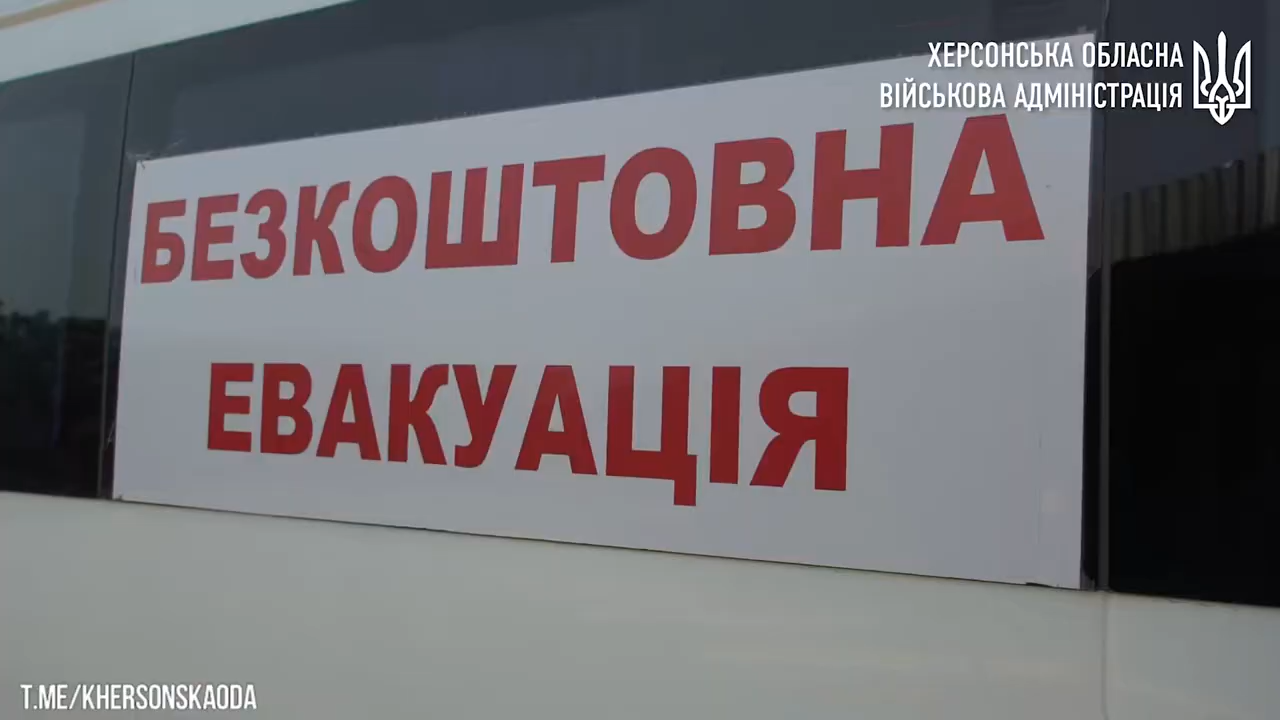 ХЕРСОНСЬКА ОБЛАСНА
ВІЙСЬКОВА АДМІНІСТРАЦІЯ
БЕЗКОШТОВНА
ЕВАКУАЦІЯ
T.ME/KHERSONSKAODA